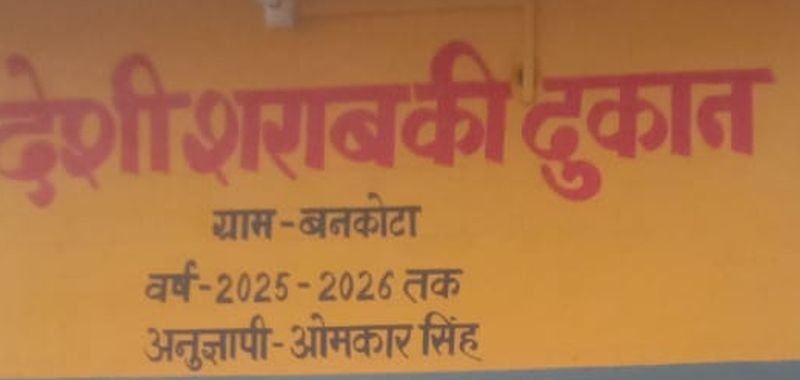 देशी शराब की दुकान
ग्राम-बनकोटा
वर्ष-2025-2026 तक
अनुज्ञापी-ओमकार सिंह